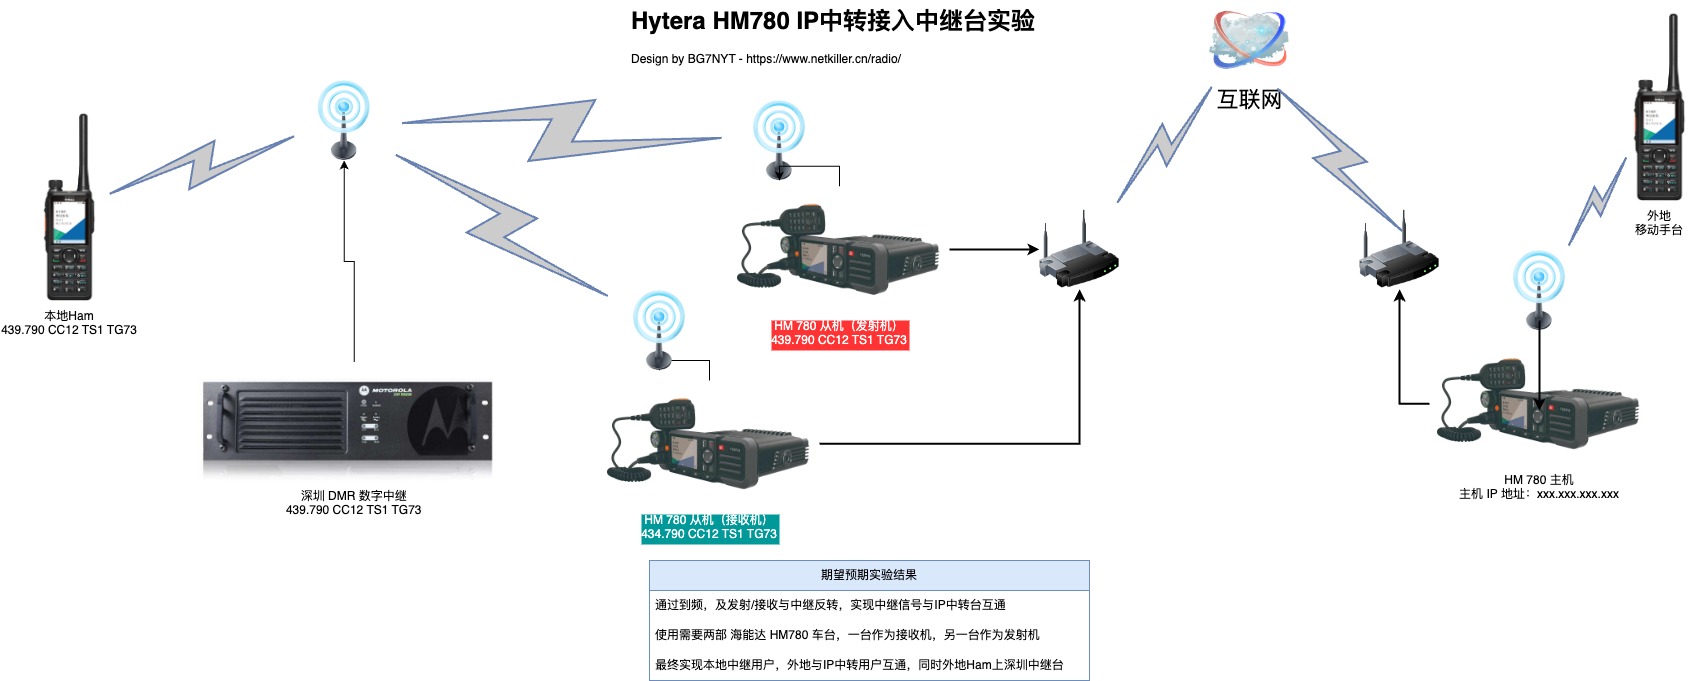 Hytera HM780 IP中转接入中继台实验
Design by BG7NYT - https://www.netkiller.cn/radio/
互联网
外地
移动手台
本地Ham
439.790 CC12 TS1 TG73
HM 780 从机（发射机）
439.790 CC12 TS1 TG73
MOTOROLA
深圳 DMR 数字中继
439.790 CC12 TS1 TG73
HM 780 从机（接收机）
434.790 CC12 TS1 TG73
HM 780 主机
主机 IP 地址：xxx.xxx.xxx.xxx
期望预期实验结果
通过到频，及发射/接收与中继反转，实现中继信号与IP中转台互通
使用需要两部 海能达 HM780 车台，一台作为接收机，另一台作为发射机
最终实现本地中继用户，外地与IP中转用户互通，同时外地Ham上深圳中继台